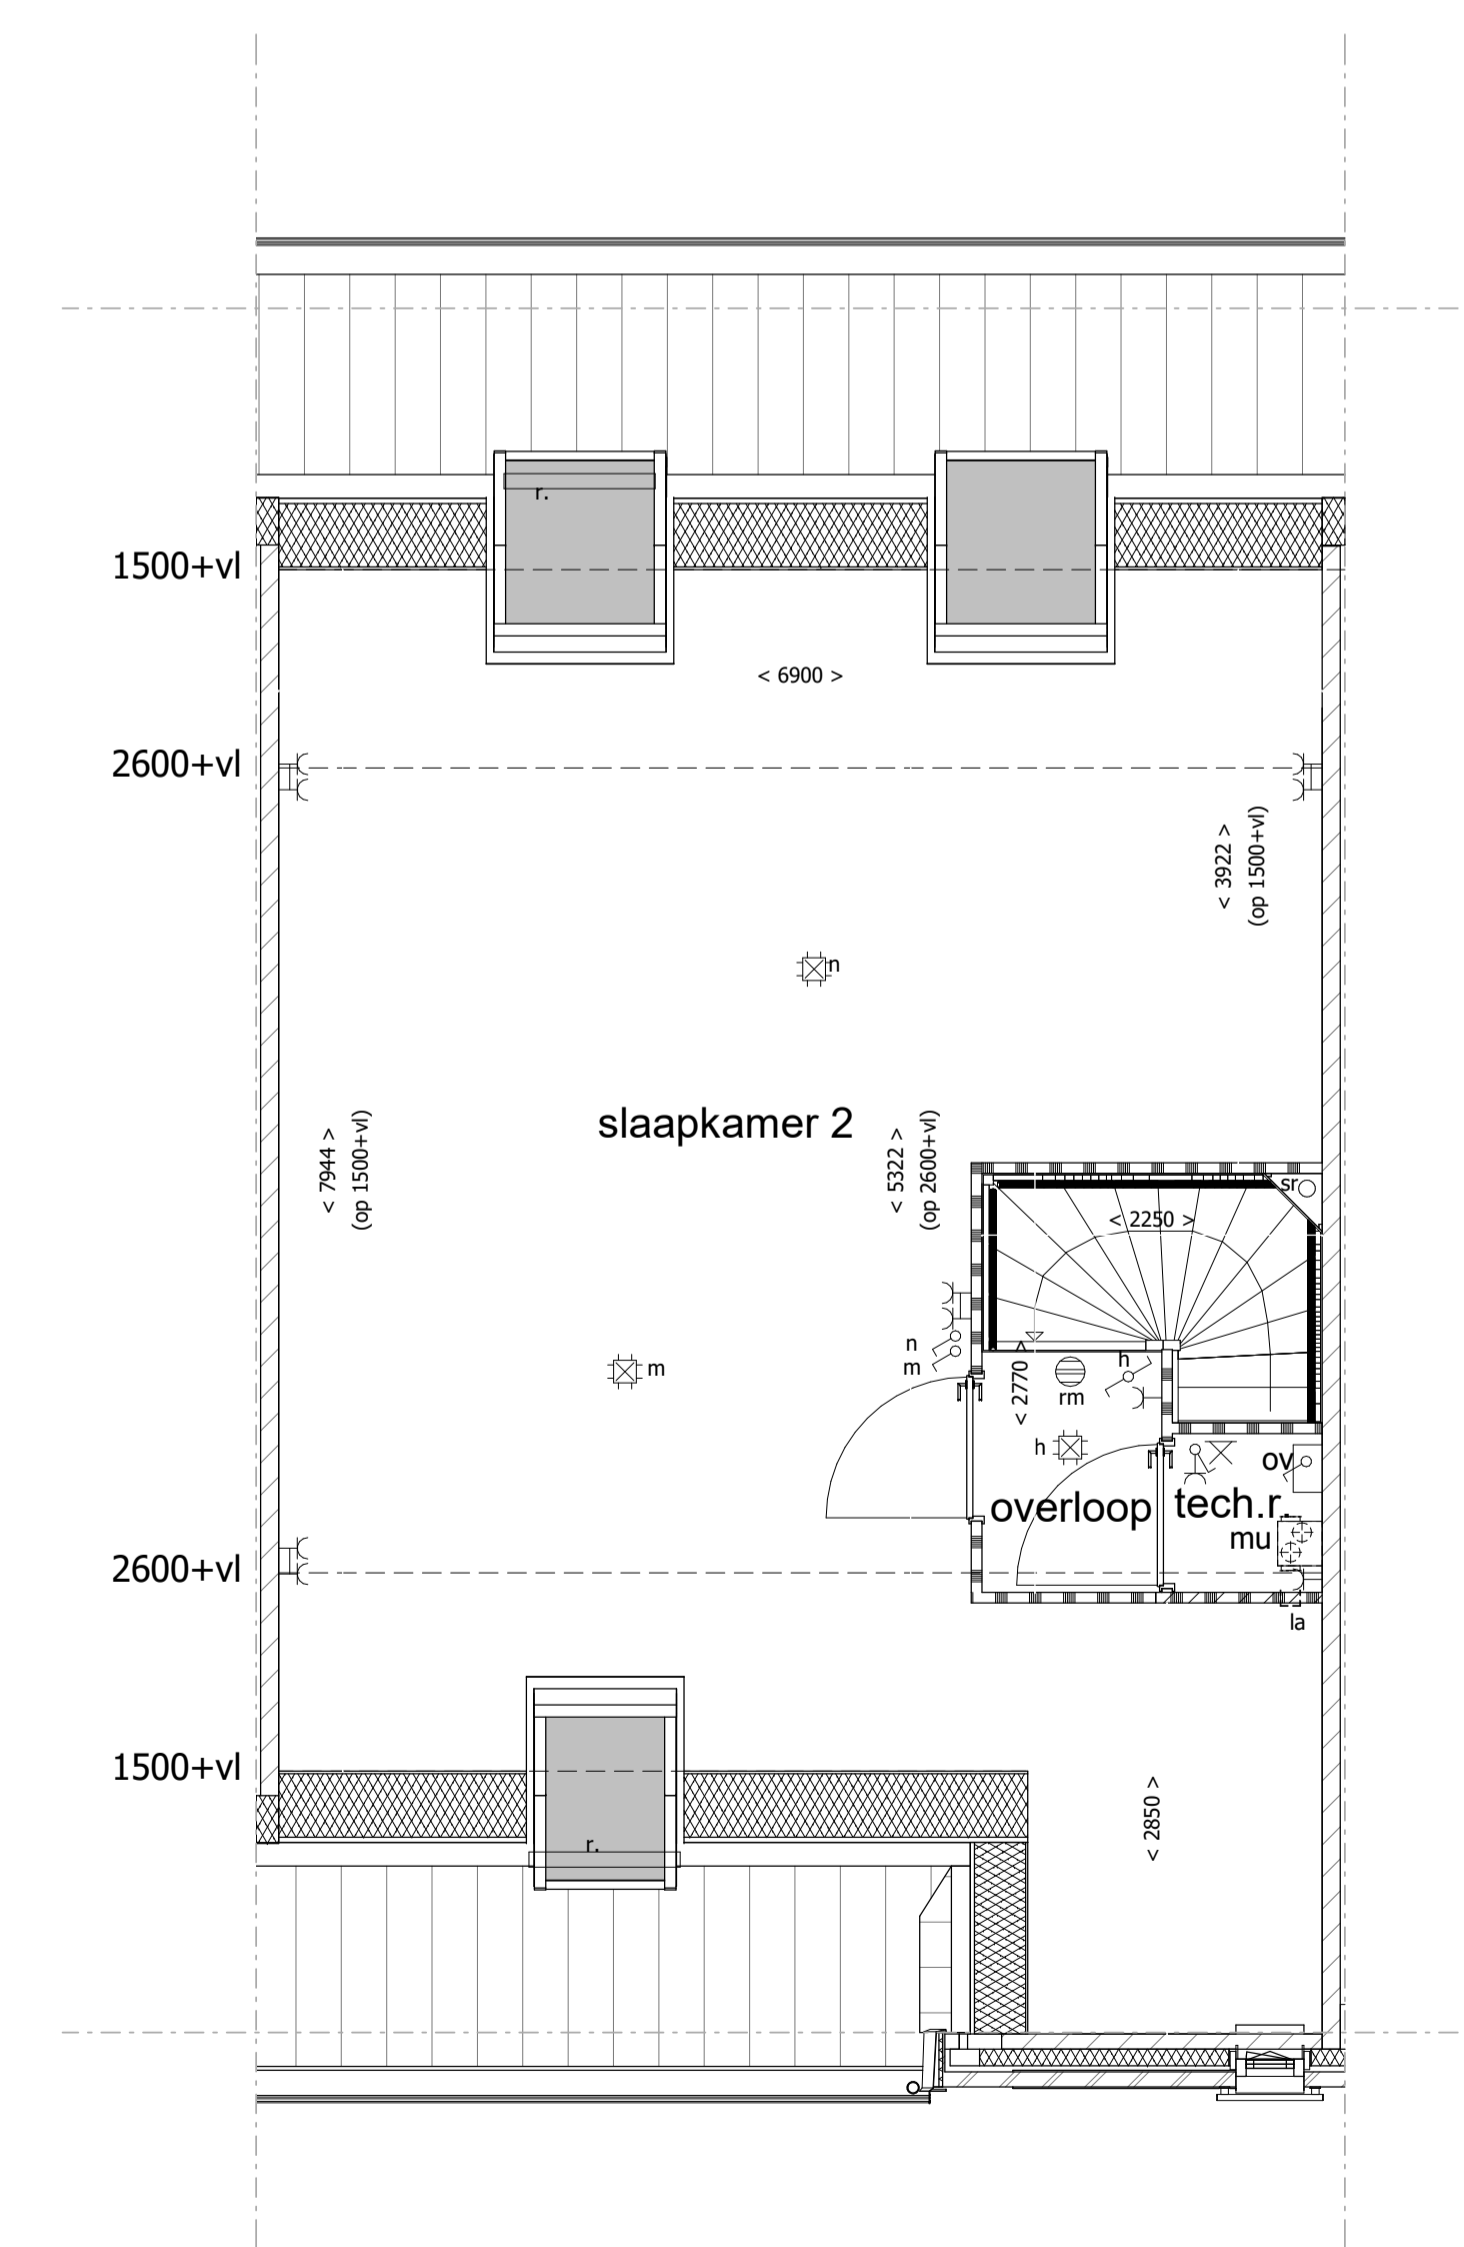 r.
1500+vl
< 6900 >
2600+vl
< 3922 >
(op 1500+vl)
n
slaapkamer 2
< 7944 >
(op 1500+vl)
< 5322 >
(op 2600+vl)
sr
< 2250 >
n
m
m
< 2770 >
h
rm
h
ov
overloop
tech.r.
mu
2600+vl
la
1500+vl
< 2850 >
r.